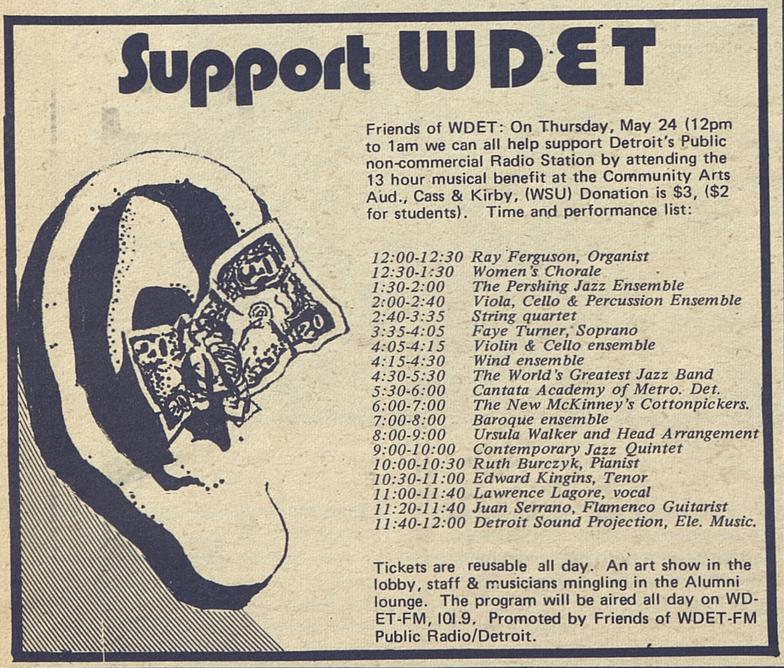 Support WDET
Friends of WDET: On Thursday, May 24 (12pm
to 1am we can all help support Detroit's Public
non-commercial Radio Station by attending the
13 hour musical benefit at the Community Arts
Aud., Cass & Kirby, (WSU) Donation is $3, ($2
for students). Time and performance list:
12:00-12:30 Ray Ferguson, Organist
12:30-1:30 Women's Chorale
1:30-2:00 The Pershing Jazz Ensemble
2:00-2:40 Viola, Cello & Percussion Ensemble
2:40-3:35 String quartet
3:35-4:05 Faye Turner, Soprano
4:05-4:15 Violin & Cello ensemble
4:15-4:30 Wind ensemble
4:30-5:30 The World's Greatest Jazz Band
5:30-6:00 Cantata Academy of Metro. Det.
6:00-7:00 The New McKinney's Cottonpickers.
7:00-8:00 Baroque ensemble
8:00-9:00 Ursula Walker and Head Arrangement
9:00-10:00 Contemporary Jazz Quintet
10:00-10:30 Ruth Burczyk, Pianist
10:30-11:00 Edward Kingins, Tenor
11:00-11:40 Lawrence Lagore, vocal
11:20-11:40 Juan Serrano, Flamenco Guitarist
11:40-12:00 Detroit Sound Projection, Ele. Music.
Tickets are reusable all day. An art show in the
lobby, staff & musicians mingling in the Alumni
lounge. The program will be aired all day on WD-
ET-FM, 101.9. Promoted by Friends of WDET-FM
Public Radio/Detroit.
20
20